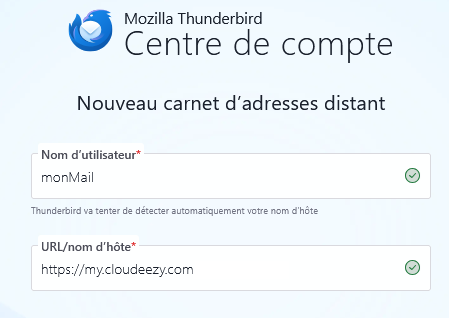 Mozilla Thunderbird
Centre de compte
Nouveau carnet d’adresses distant
Nom d’utilisateur*
monMail
Thunderbird va tenter de détecter automatiquement votre nom d’hôte
URL/nom d’hôte*
https://my.cloudeezy.com